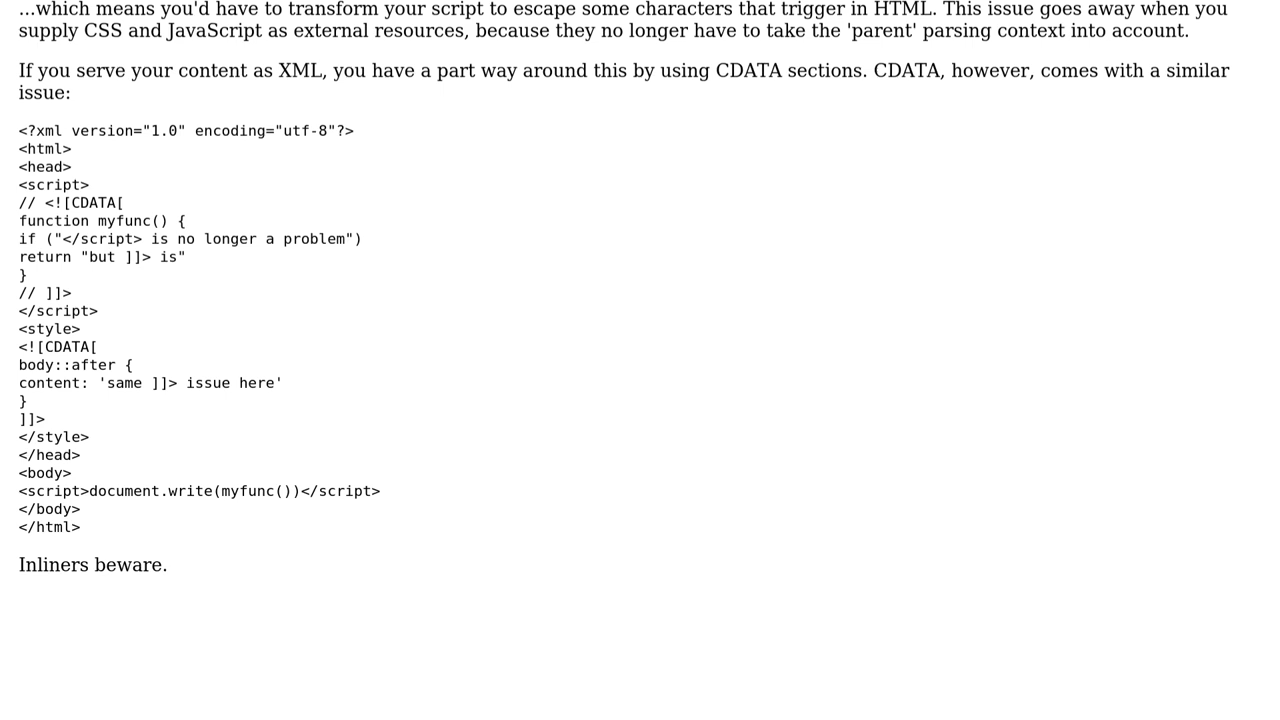 ...which means you'd have to transform your script to escape some characters that trigger in HTML. This issue goes away when you
supply CSS and JavaScript as external resources, because they no longer have to take the 'parent' parsing context into account.
If you serve your content as XML, you have a part way around this by using CDATA sections. CDATA, however, comes with a similar
issue:
<?xml version="1.0" encoding="utf-8"?>
<html>
<head>
<script>
// <![CDATA[
function myfunc() {
if ("</script> is no longer a problem")
return "but ]]> is"
}
// ]]>
</script>
<style>
<![CDATA[
body::after {
content: 'same ]]> issue here'
}
]]>
</style>
</head>
<body>
<script>document.write(myfunc())</script>
</body>
</html>
Inliners beware.